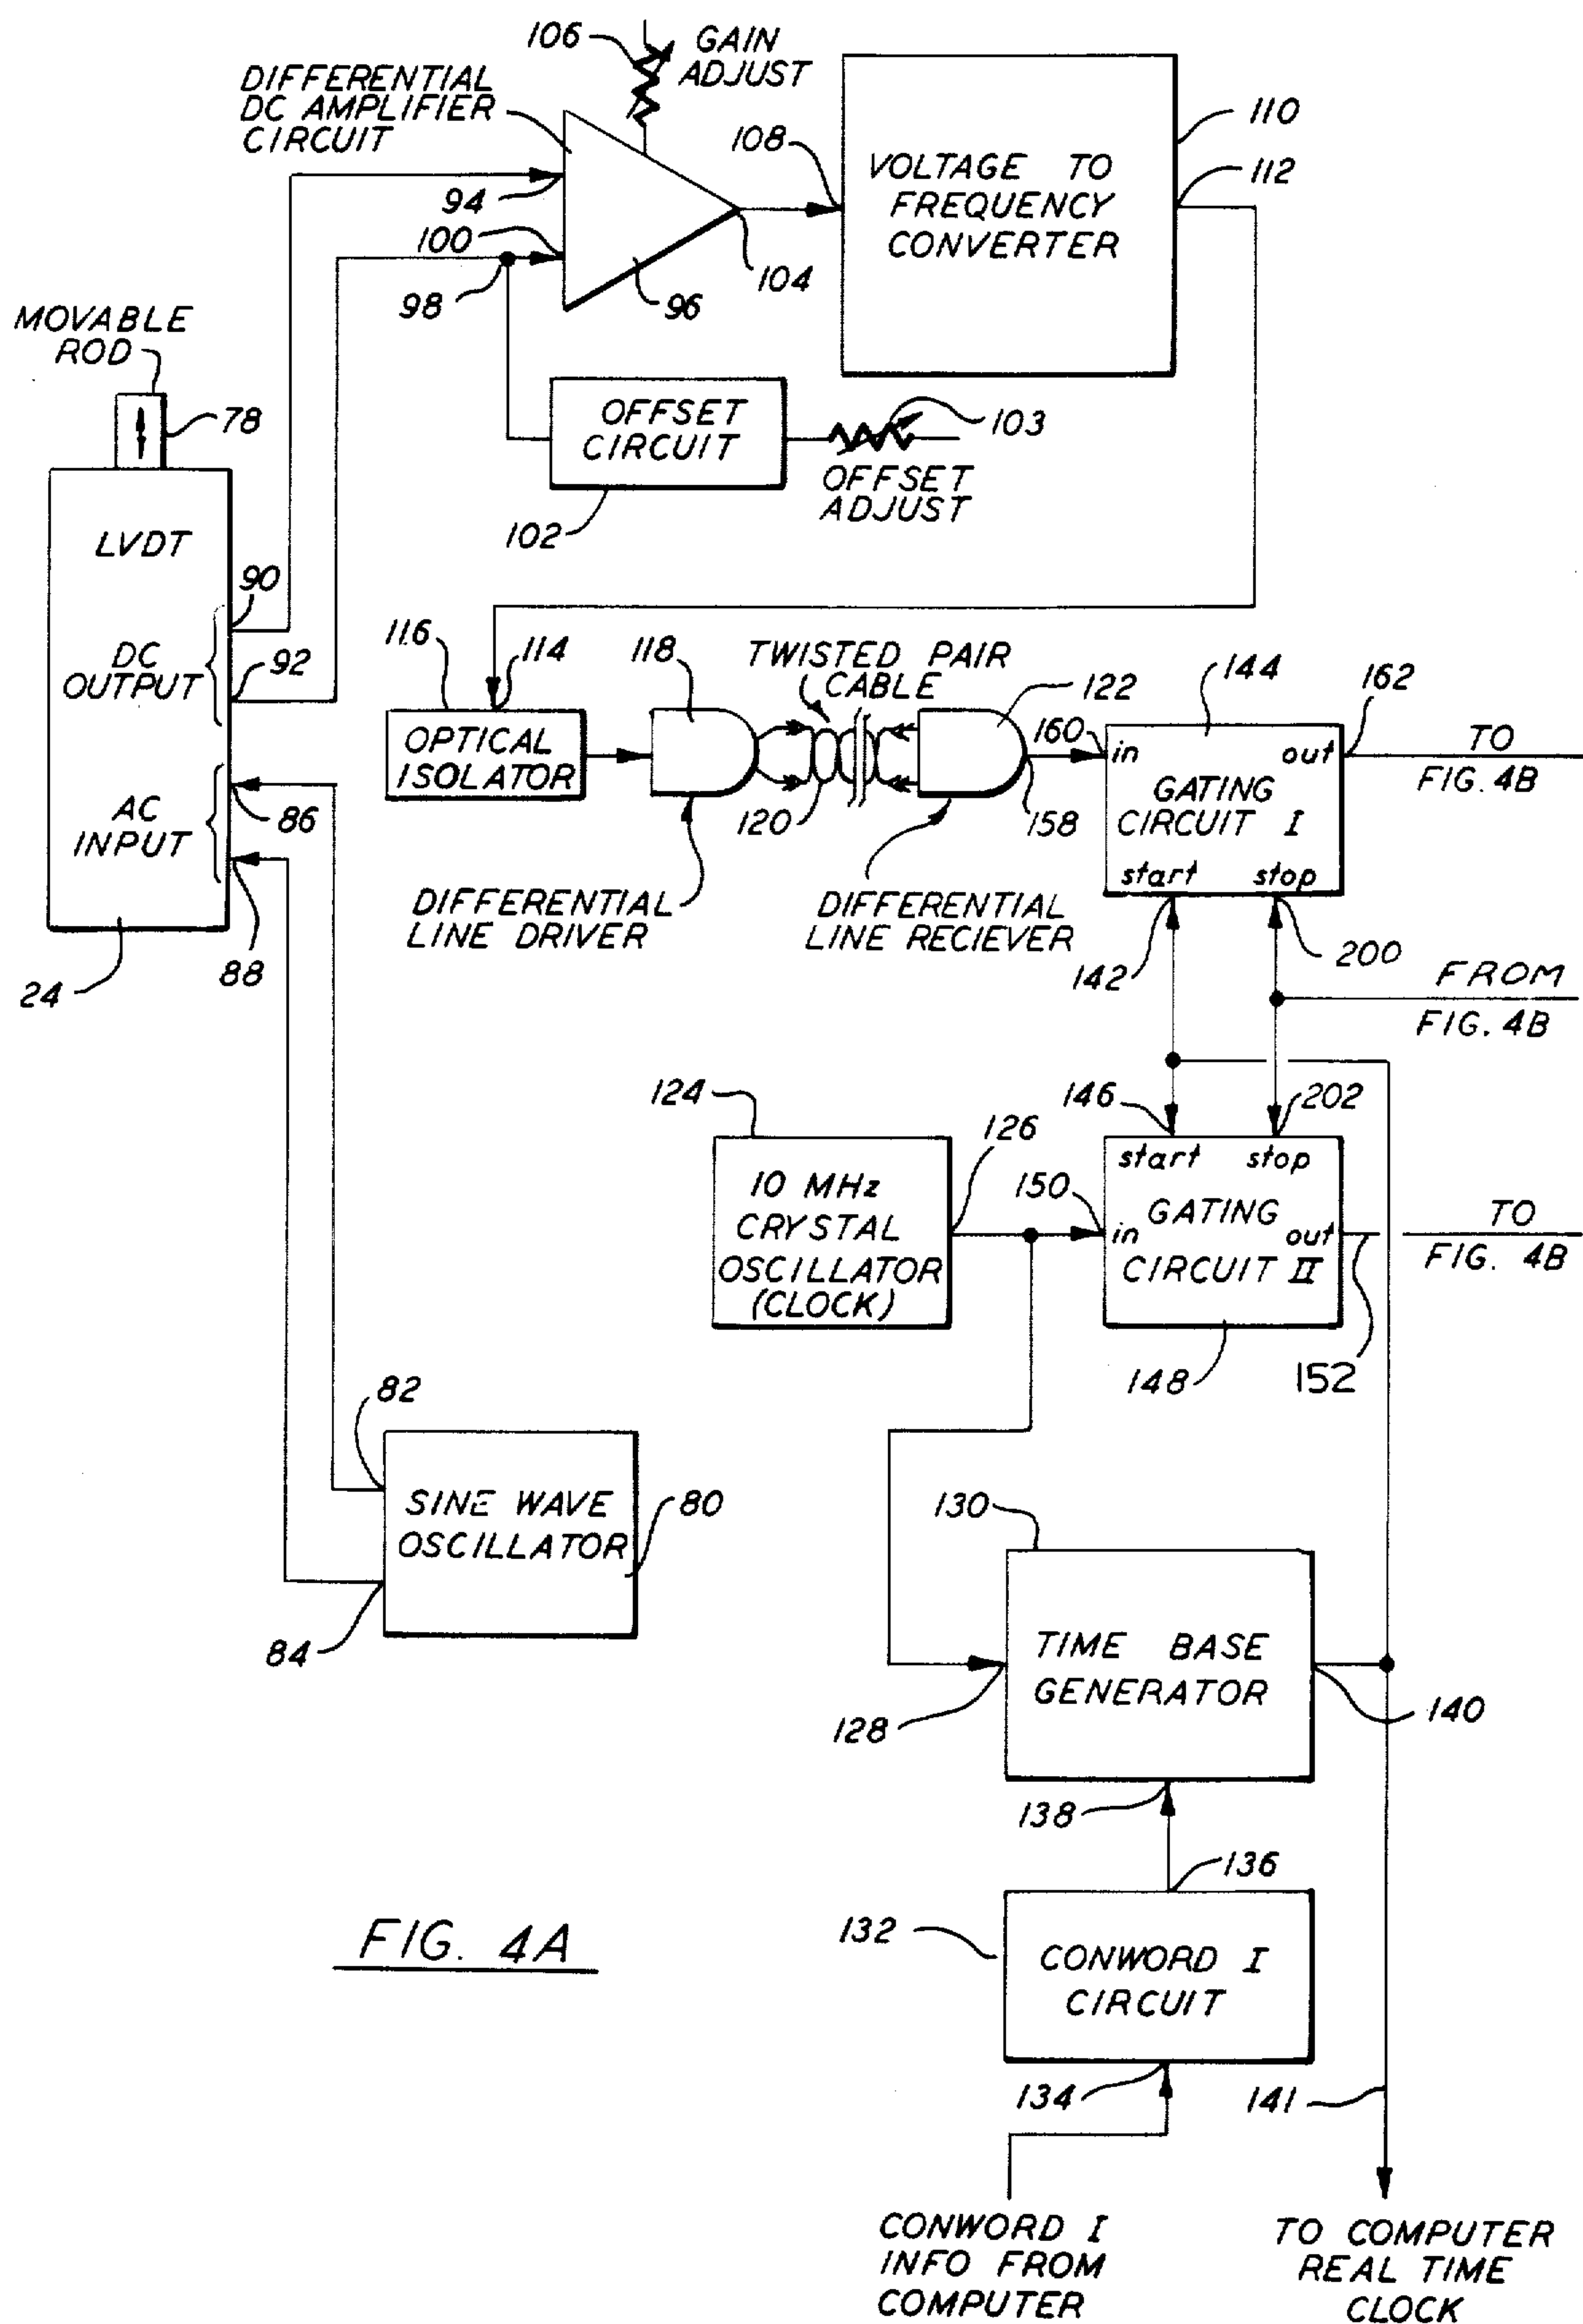 106
GAIN
ADJUST
DIFFERENTIAL
DC AMPLIFIER
CIRCUIT
94
100
98
96
104
108
VOLTAGE TO
FREQUENCY
CONVERTER
110
112
MOVABLE
ROD
78
OFFSET
CIRCUIT
102
103
OFFSET
ADJUST
LVDT
90
DC
OUTPUT
92
AC
INPUT
86
88
24
116
114
OPTICAL
ISOLATOR
118
TWISTED PAIR
CABLE
120
122
DIFFERENTIAL
LINE DRIVER
DIFFERENTIAL
LINE RECIEVER
158
160
144
162
in
out
GATING
CIRCUIT I
start
stop
TO
FIG. 4B
142
200
FROM
FIG. 4B
124
126
10 MHz
CRYSTAL
OSCILLATOR
(CLOCK)
146
202
150
start
stop
in
GATING
out
CIRCUIT II
TO
FIG. 4B
148
152
82
SINE WAVE
OSCILLATOR
80
84
130
TIME BASE
GENERATOR
128
140
138
136
132
CONWORD I
CIRCUIT
134
141
CONWORD I
INFO FROM
COMPUTER
TO COMPUTER
REAL TIME
CLOCK
FIG. 4A